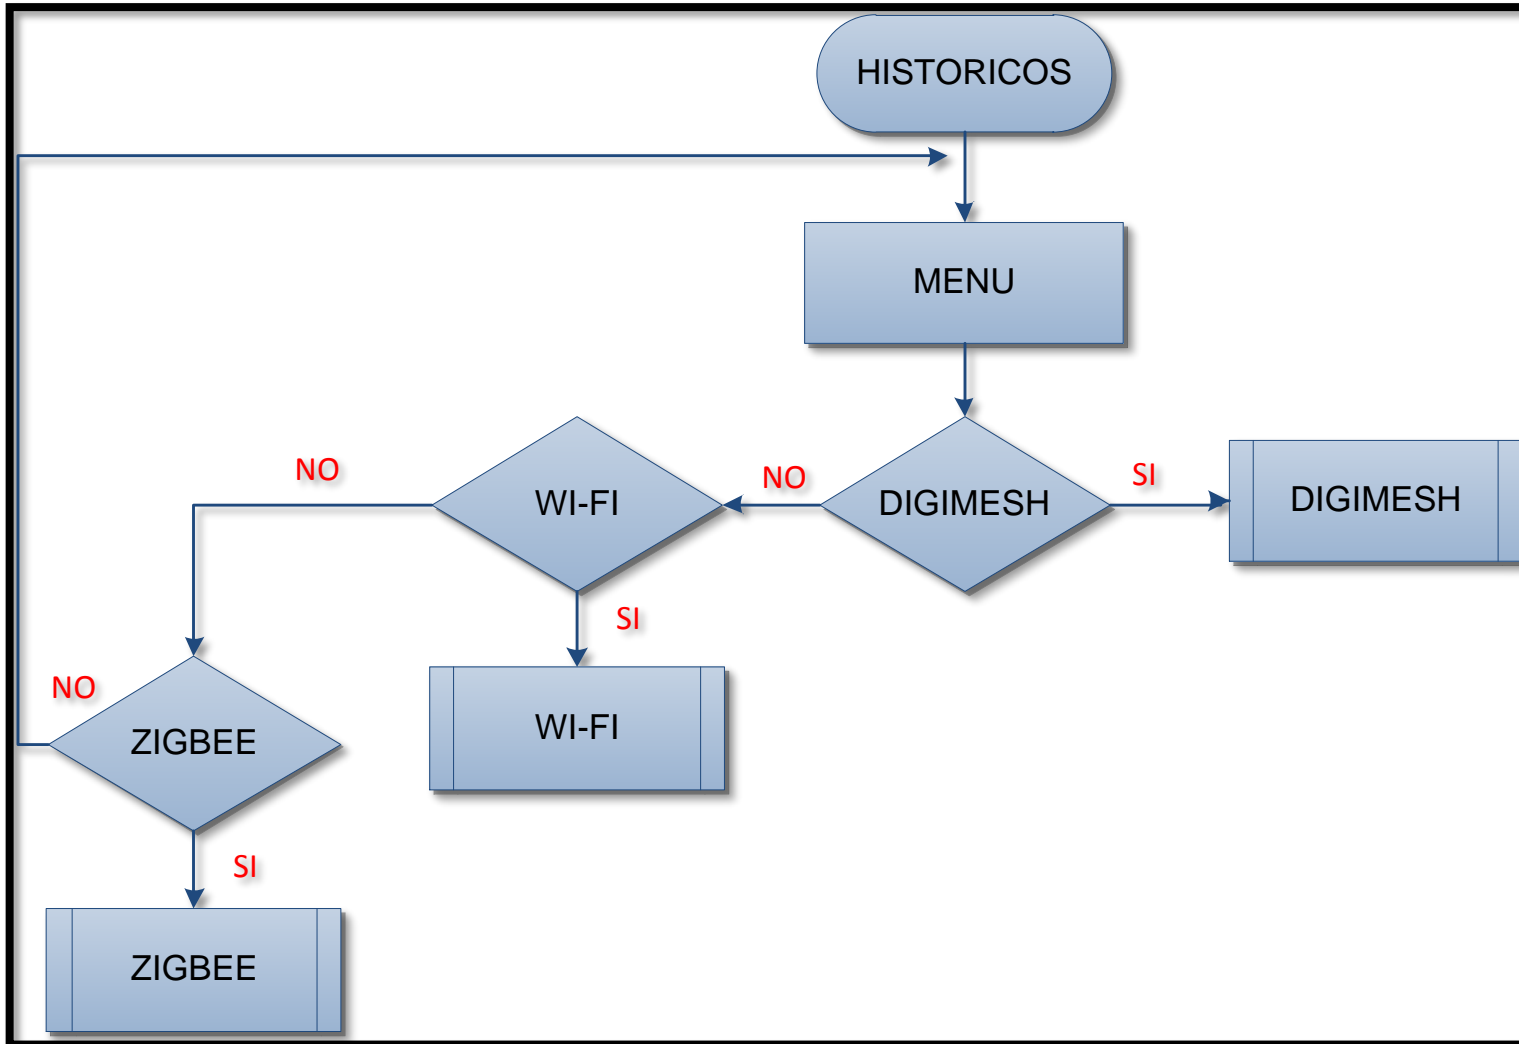 HISTORICOS
MENU
NO
WI-FI
NO
DIGIMESH
SI
DIGIMESH
SI
WI-FI
NO
ZIGBEE
SI
ZIGBEE